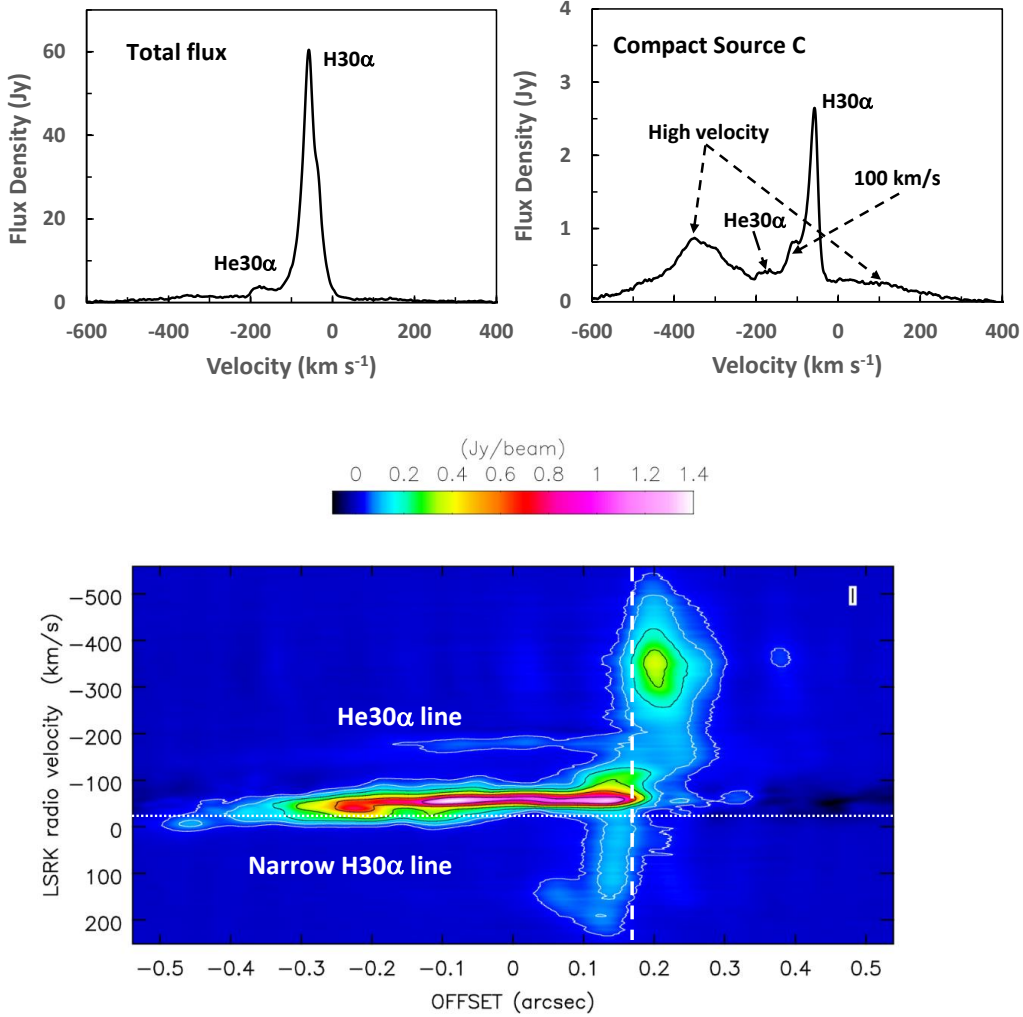 Total flux
H30α
He30α
60
40
20
0
-600 -400 -200 0 200 400
Velocity (km s-1)
Flux Density (Jy)
Compact Source C
H30α
High velocity
100 km/s
He30α
4
3
2
1
0
-600 -400 -200 0 200 400
Velocity (km s-1)
Flux Density (Jy)
(Jy/beam)
0 0.2 0.4 0.6 0.8 1 1.2 1.4
LSRK radio velocity (km/s)
−500
−400
−300
−200
−100
0
100
200
He30α line
Narrow H30α line
−0.5 −0.4 −0.3 −0.2 −0.1 0 0.1 0.2 0.3 0.4 0.5
OFFSET (arcsec)